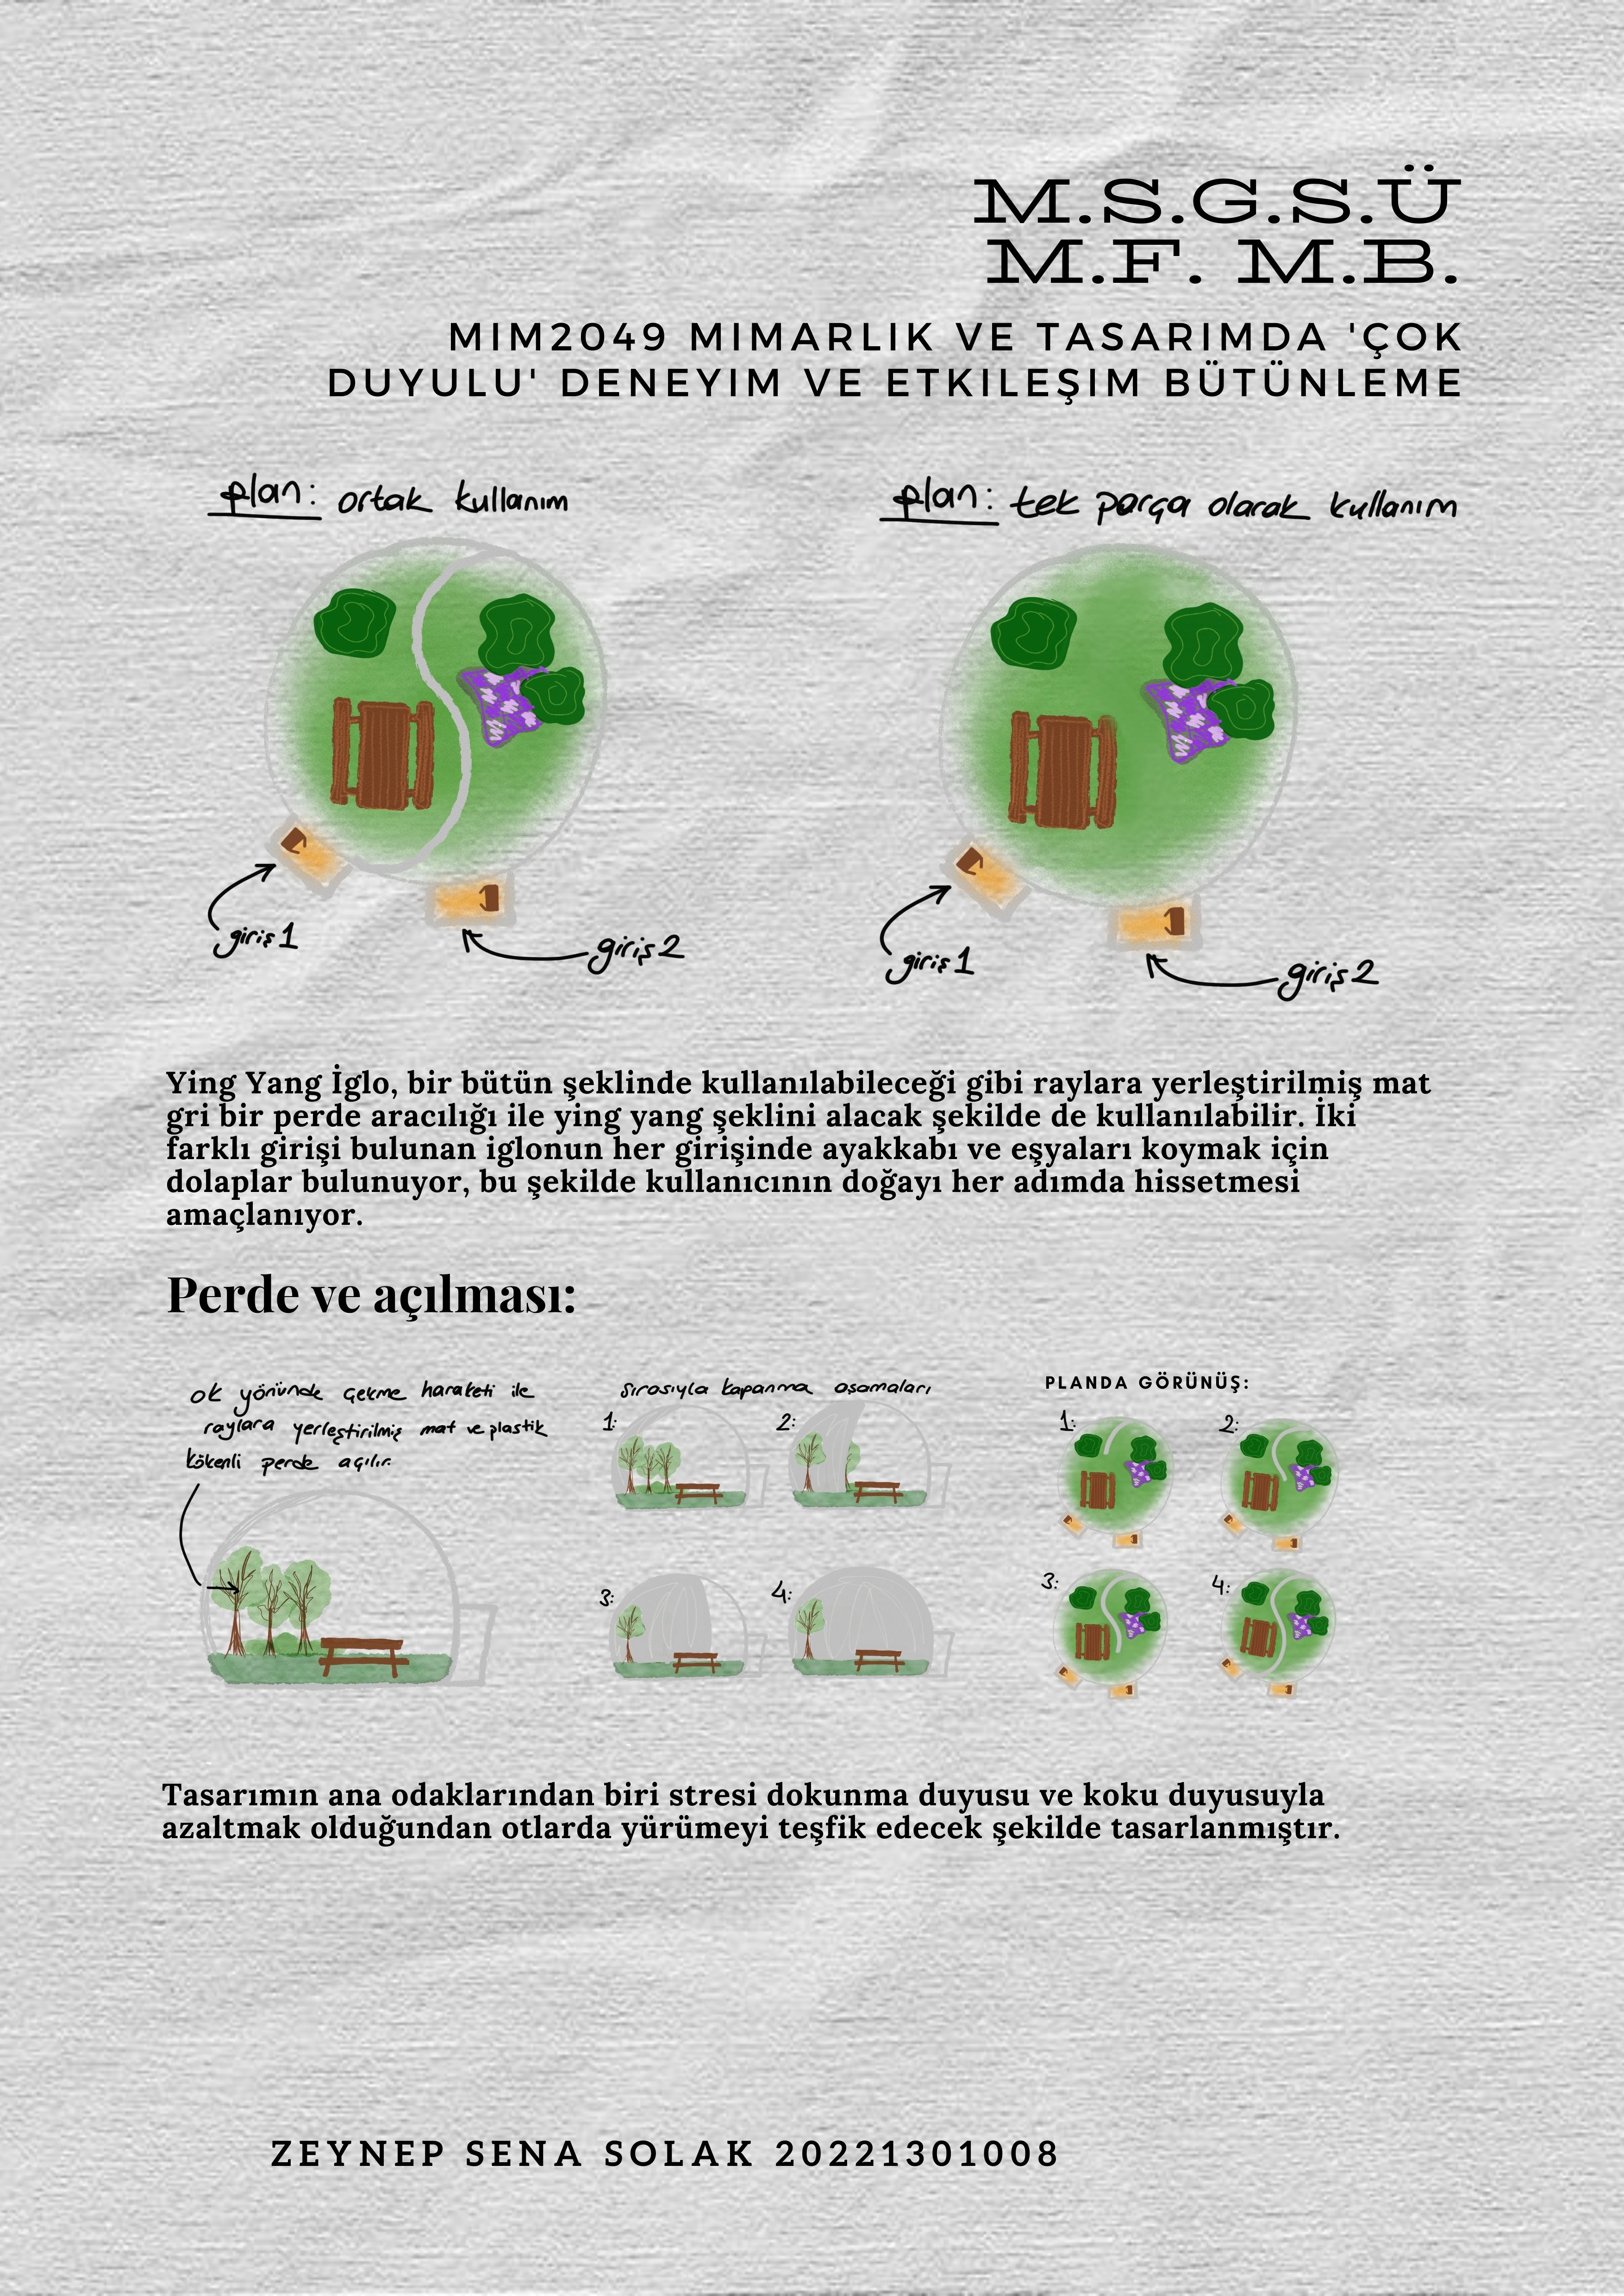 M.S.G.S.Ü
M.F. M.B.
MIM2049 MIMARLIK VE TASARIMDA 'ÇOK
DUYULU' DENEYIM VE ETKILEŞIM BÜTÜNLEME
plan: ortak kullanım
plan: tek parça olarak kullanım
giriş 1
giriş 2
giriş 1
giriş 2
Ying Yang İglo, bir bütün şeklinde kullanılabileceği gibi raylara yerleştirilmiş mat
gri bir perde aracılığı ile ying yang şeklini alacak şekilde de kullanılabilir. İki
farklı girişi bulunan iglonun her girişinde ayakkabı ve eşyaları koymak için
dolaplar bulunuyor, bu şekilde kullanıcının doğayı her adımda hissetmesi
amaçlanıyor.
Perde ve açılması:
ok yönünde çekme hareketi ile
raylara yerleştirilmiş mat ve plastik
kökenli perde açılır.
sırasıyla kapanma aşamaları
1:
2:
3:
4:
PLANDA GÖRÜNÜŞ:
1:
2:
3:
4:
Tasarımın ana odaklarından biri stresi dokunma duyusu ve koku duyusuyla
azaltmak olduğundan otlarda yürümeyi teşfik edecek şekilde tasarlanmıştır.
ZEYNEP SENA SOLAK 20221301008